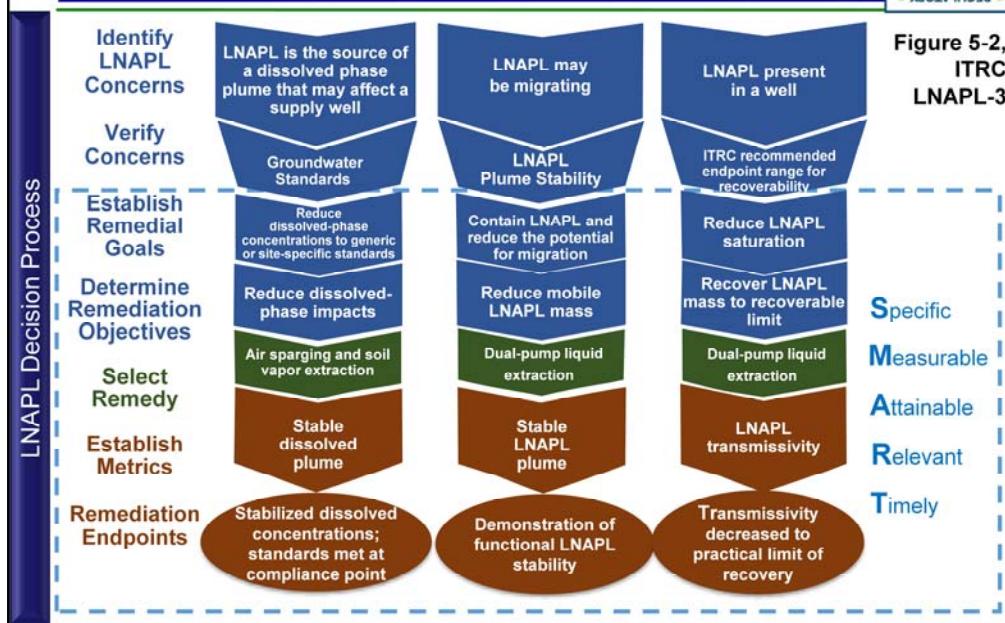 Figure 5-2,
ITRC
LNAPL-3
LNAPL Decision Process
Identify
LNAPL
Concerns
LNAPL is the source of
a dissolved phase
plume that may affect a
supply well
LNAPL may
be migrating
LNAPL present
in a well
Verify
Concerns
Groundwater
Standards
LNAPL
Plume Stability
ITRC recommended
endpoint range for
recoverability
Establish
Remedial
Goals
Reduce
dissolved-phase
concentrations to generic
or site-specific standards
Contain LNAPL and
reduce the potential
for migration
Reduce LNAPL
saturation
Determine
Remediation
Objectives
Reduce dissolved-
phase impacts
Reduce mobile
LNAPL mass
Recover LNAPL
mass to recoverable
limit
Select
Remedy
Air sparging and soil
vapor extraction
Dual-pump liquid
extraction
Dual-pump liquid
extraction
Establish
Metrics
Stable
dissolved
plume
Stable
LNAPL
plume
LNAPL
transmissivity
Remediation
Endpoints
Stabilized dissolved
concentrations;
standards met at
compliance point
Demonstration of
functional LNAPL
stability
Transmissivity
decreased to
practical limit of
recovery
Specific
Measurable
Attainable
Relevant
Timely